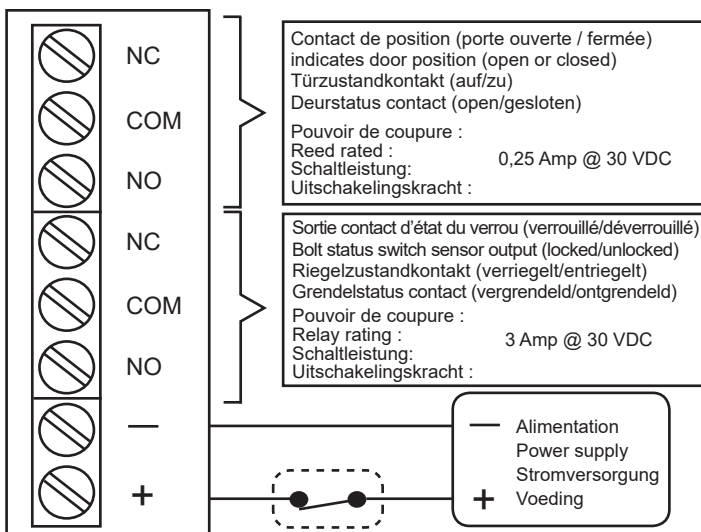 NC
COM
NO
NC
COM
NO
—
+
Contact de position (porte ouverte / fermée)
indicates door position (open or closed)
Türzustandkontakt (auf/zu)
Deurstatus contact (open/gesloten)
Pouvoir de coupure :
Reed rated :
Schaltleistung:
Uitschakelingskracht :
0,25 Amp @ 30 VDC
Sortie contact d'état du verrou (verrouillé/déverrouillé)
Bolt status switch sensor output (locked/unlocked)
Riegelzustandkontakt (verriegelt/entriegelt)
Grendelstatus contact (vergrendeld/ontgrendeld)
Pouvoir de coupure :
Relay rating :
Schaltleistung:
Uitschakelingskracht :
3 Amp @ 30 VDC
— Alimentation
Power supply
Stromversorgung
+ Voeding